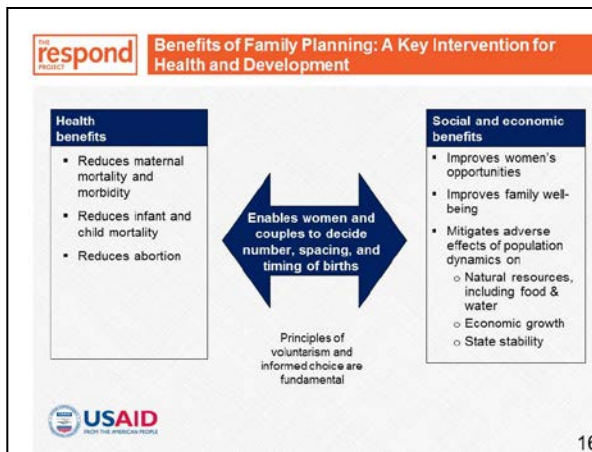 THE
respond
PROJECT
Benefits of Family Planning: A Key Intervention for
Health and Development
Health
benefits
▪ Reduces maternal
mortality and
morbidity
▪ Reduces infant and
child mortality
▪ Reduces abortion
Enables women and
couples to decide
number, spacing, and
timing of births
Principles of
voluntarism and
informed choice are
fundamental
Social and economic
benefits
▪ Improves women's
opportunities
▪ Improves family well-
being
▪ Mitigates adverse
effects of population
dynamics on
o Natural resources,
including food &
water
o Economic growth
o State stability
USAID
FROM THE AMERICAN PEOPLE
16